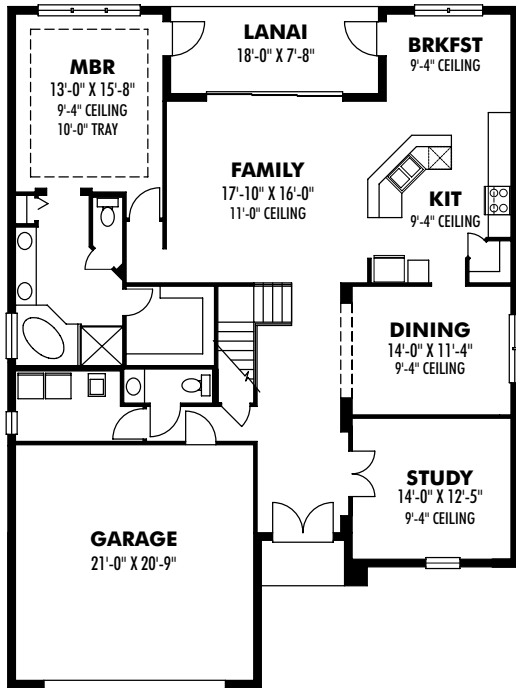 LANAI
18'-0" X 7'-8"
BRKFST
9'-4" CEILING
MBR
13'-0" X 15'-8"
9'-4" CEILING
10'-0" TRAY
FAMILY
17'-10" X 16'-0"
11'-0" CEILING
KIT
9'-4" CEILING
DINING
14'-0" X 11'-4"
9'-4" CEILING
STUDY
14'-0" X 12'-5"
9'-4" CEILING
GARAGE
21'-0" X 20'-9"